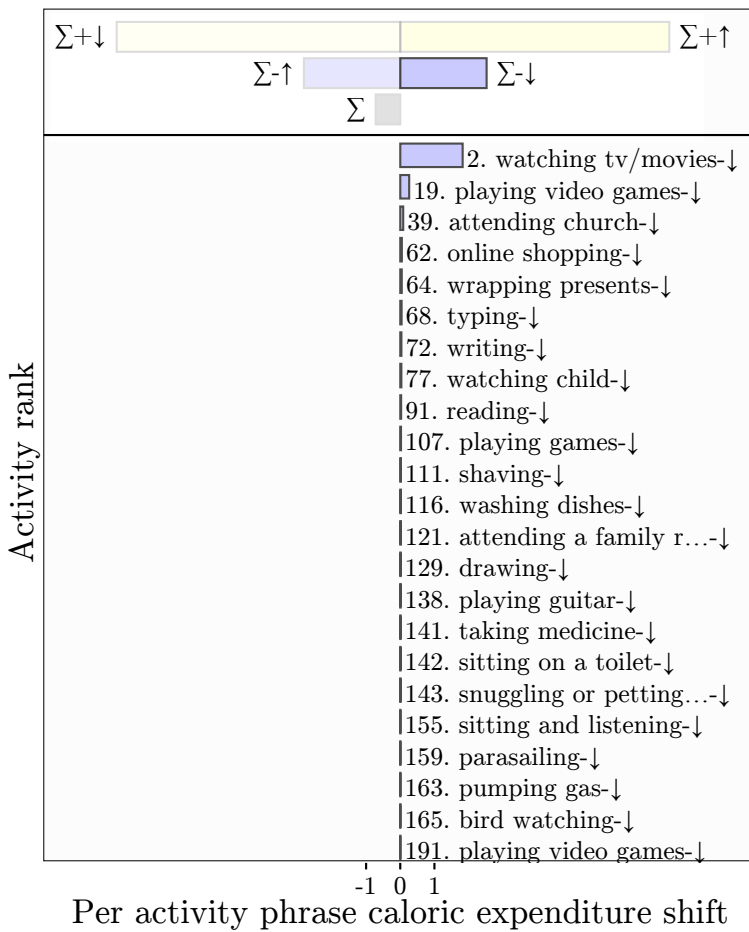 Σ+↓ Σ+↑
Σ-↑ Σ-↓
Σ
2. watching tv/movies-↓
19. playing video games-↓
39. attending church-↓
62. online shopping-↓
64. wrapping presents-↓
68. typing-↓
72. writing-↓
77. watching child-↓
91. reading-↓
107. playing games-↓
111. shaving-↓
116. washing dishes-↓
121. attending a family r...-↓
129. drawing-↓
138. playing guitar-↓
141. taking medicine-↓
142. sitting on a toilet-↓
143. snuggling or petting...-↓
155. sitting and listening-↓
159. parasailing-↓
163. pumping gas-↓
165. bird watching-↓
191. playing video games-↓
Activity rank
-1 0 1
Per activity phrase caloric expenditure shift